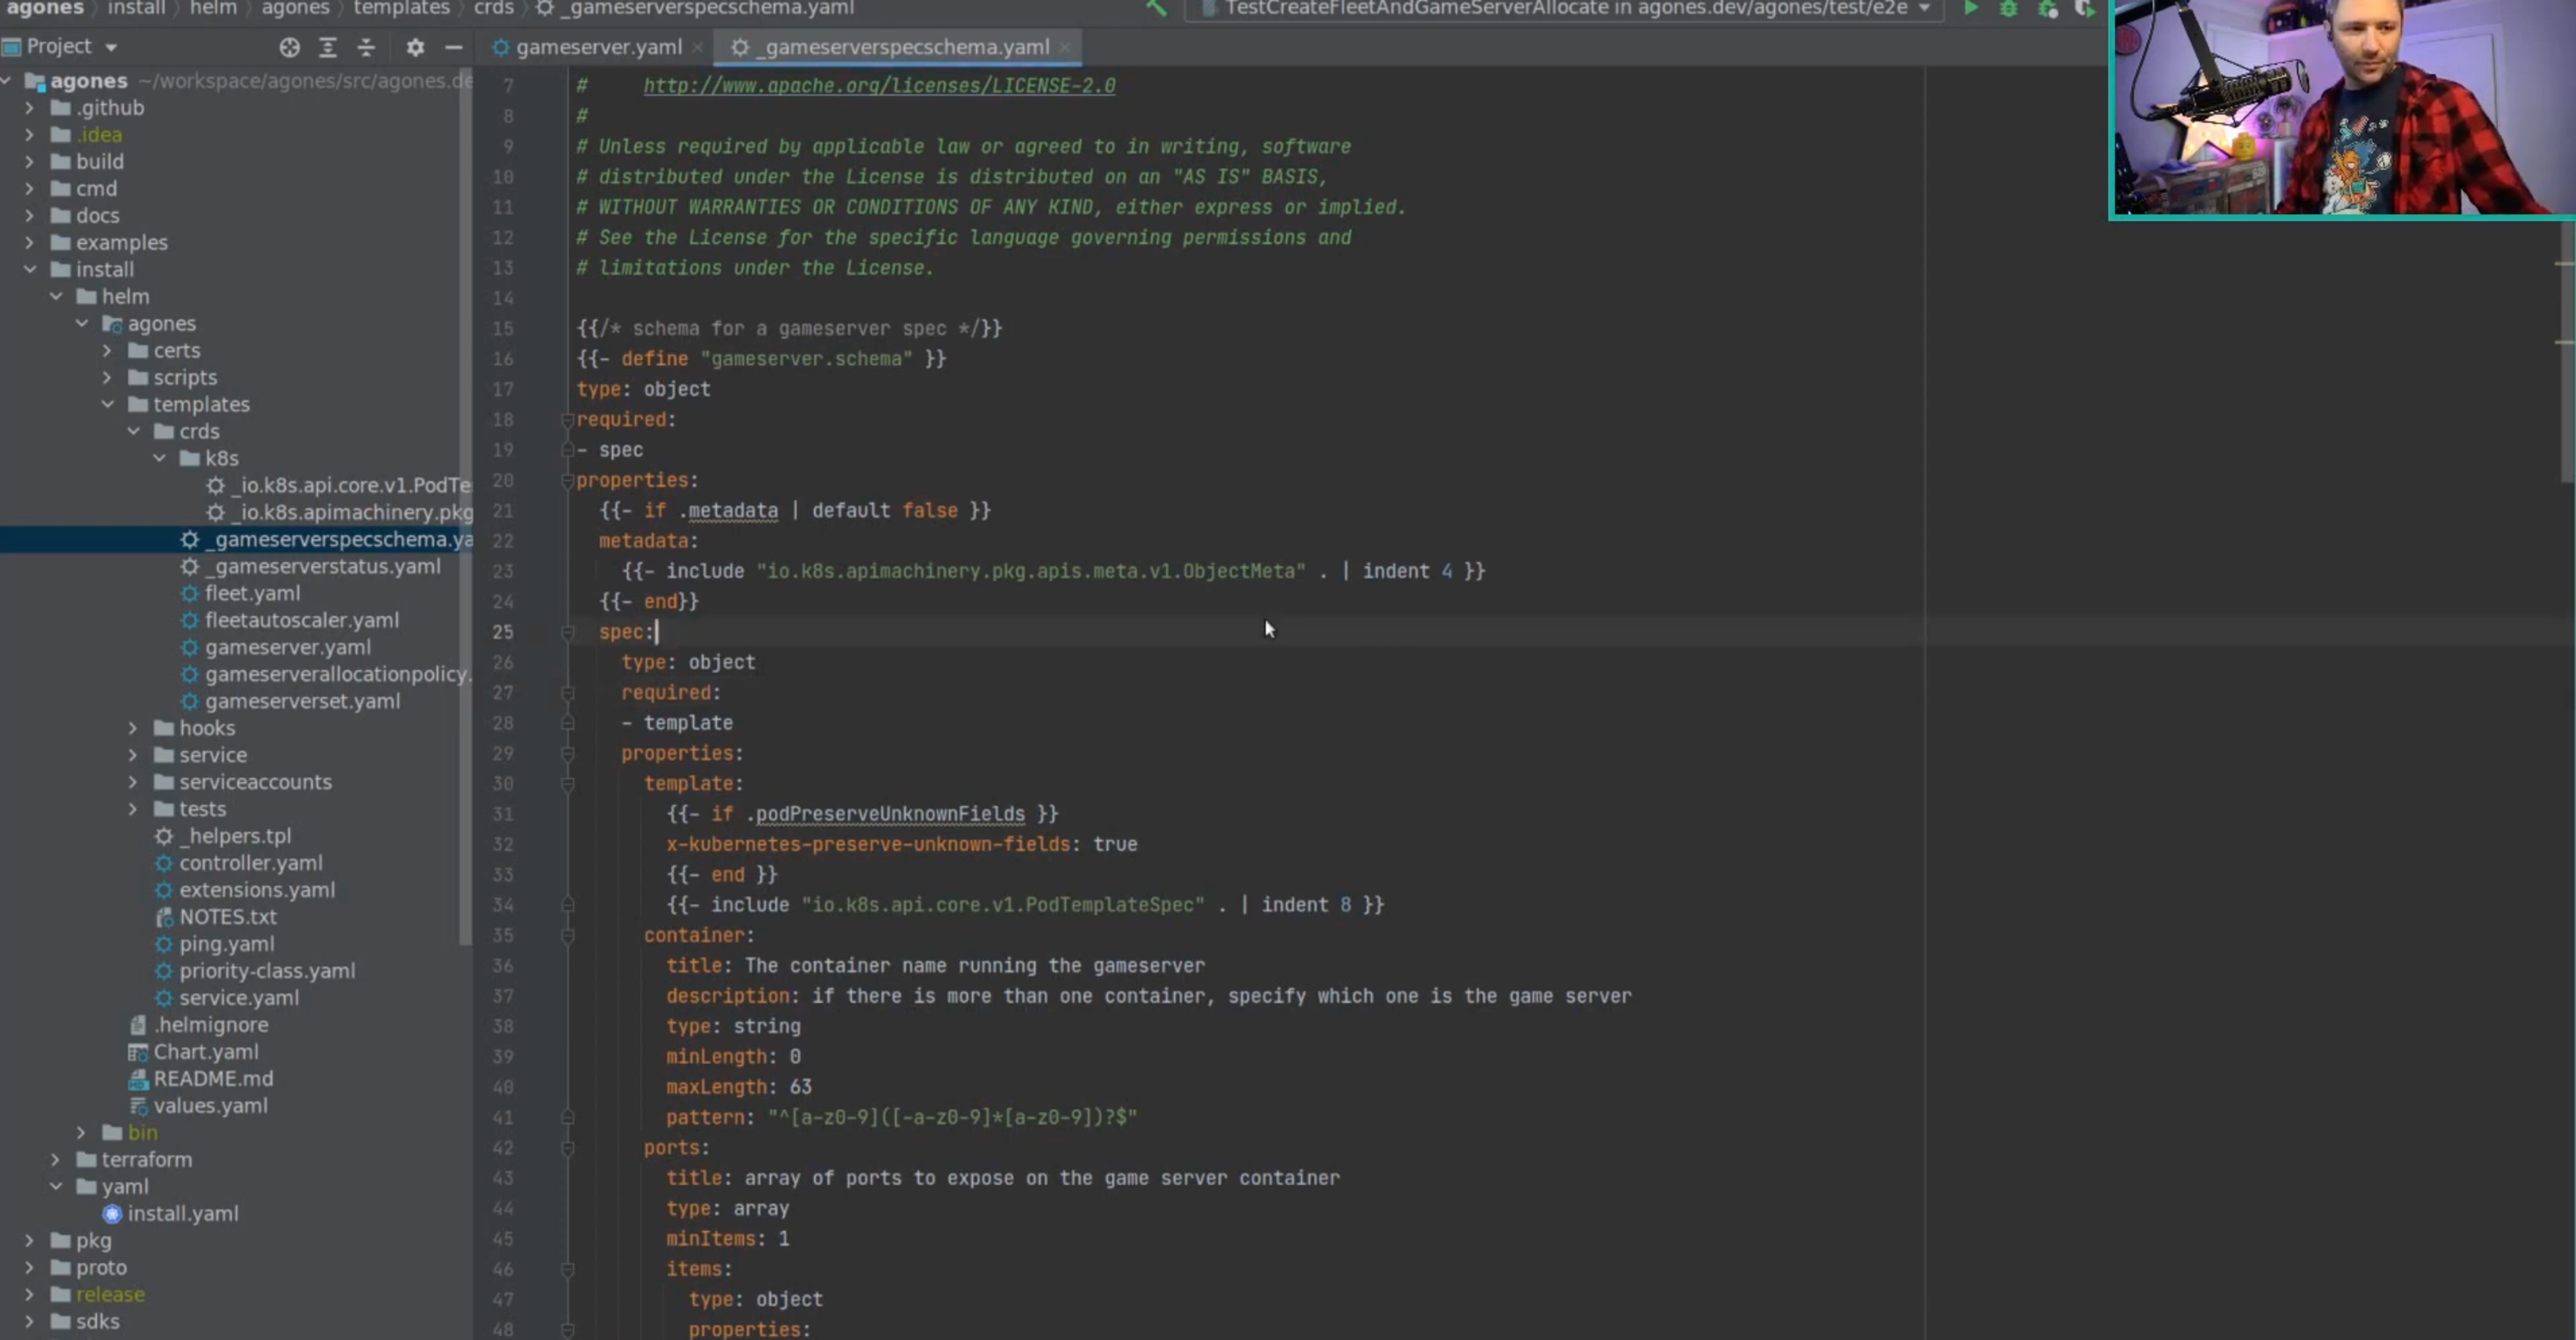 agones install helm agones templates crds _gameserverspecschema.yaml
TestCreateFleetAndGameServerAllocate in agones.dev/agones/test/e2e
Project
gameserver.yaml
_gameserverspecschema.yaml
agones ~/workspace/agones/src/agones.de
.github
.idea
build
cmd
docs
examples
install
helm
agones
certs
scripts
templates
crds
k8s
_io.k8s.api.core.v1.PodTe
_io.k8s.apimachinery.pkg
_gameserverspecschema.ya
_gameserverstatus.yaml
fleet.yaml
fleetautoscaler.yaml
gameserver.yaml
gameserverallocationpolicy.
gameserverset.yaml
hooks
service
serviceaccounts
tests
_helpers.tpl
controller.yaml
extensions.yaml
NOTES.txt
ping.yaml
priority-class.yaml
service.yaml
.helmignore
Chart.yaml
README.md
values.yaml
bin
terraform
yaml
install.yaml
pkg
proto
release
sdks
7 # http://www.apache.org/licenses/LICENSE-2.0
8 #
9 # Unless required by applicable law or agreed to in writing, software
10 # distributed under the License is distributed on an "AS IS" BASIS,
11 # WITHOUT WARRANTIES OR CONDITIONS OF ANY KIND, either express or implied.
12 # See the License for the specific language governing permissions and
13 # limitations under the License.
14
15 {{/* schema for a gameserver spec */}}
16 {{- define "gameserver.schema" }}
17 type: object
18 required:
19 - spec
20 properties:
21 {{- if .metadata | default false }}
22 metadata:
23 {{- include "io.k8s.apimachinery.pkg.apis.meta.v1.ObjectMeta" . | indent 4 }}
24 {{- end}}
25 spec:
26 type: object
27 required:
28 - template
29 properties:
30 template:
31 {{- if .podPreserveUnknownFields }}
32 x-kubernetes-preserve-unknown-fields: true
33 {{- end }}
34 {{- include "io.k8s.api.core.v1.PodTemplateSpec" . | indent 8 }}
35 container:
36 title: The container name running the gameserver
37 description: if there is more than one container, specify which one is the game server
38 type: string
39 minLength: 0
40 maxLength: 63
41 pattern: "^[a-z0-9]([-a-z0-9]*[a-z0-9])?$"
42 ports:
43 title: array of ports to expose on the game server container
44 type: array
45 minItems: 1
46 items:
47 type: object
48 properties: